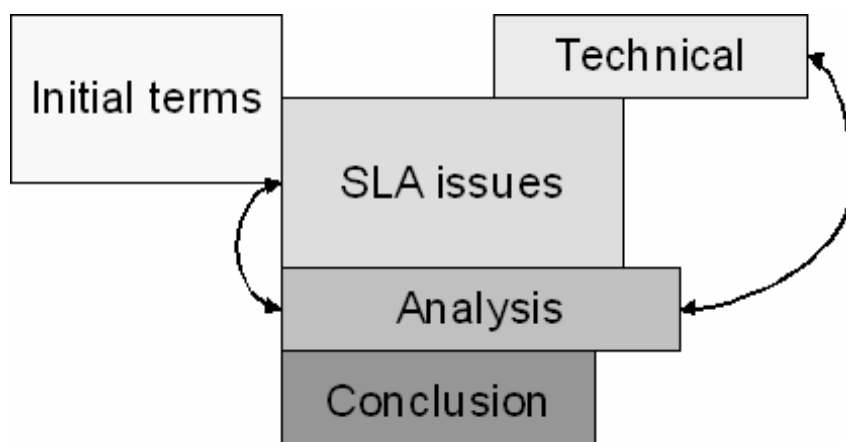 Initial terms
Technical
SLA issues
Analysis
Conclusion